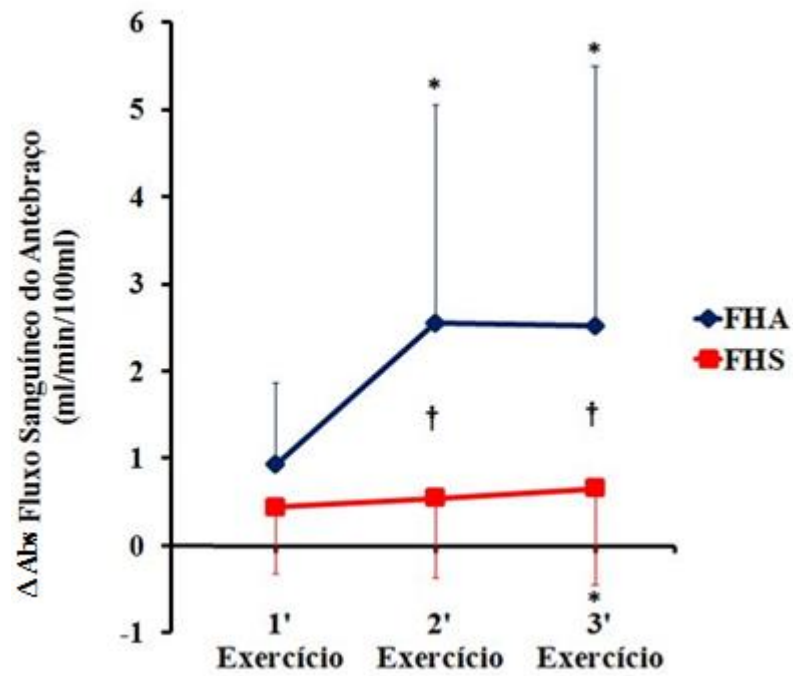 Δ Abs Fluxo Sanguíneo do Antebraço
(ml/min/100ml)
6
5
4
3
2
1
0
-1
*
*
†
†
*
1'
Exercício
2'
Exercício
3'
Exercício
FHA
FHS